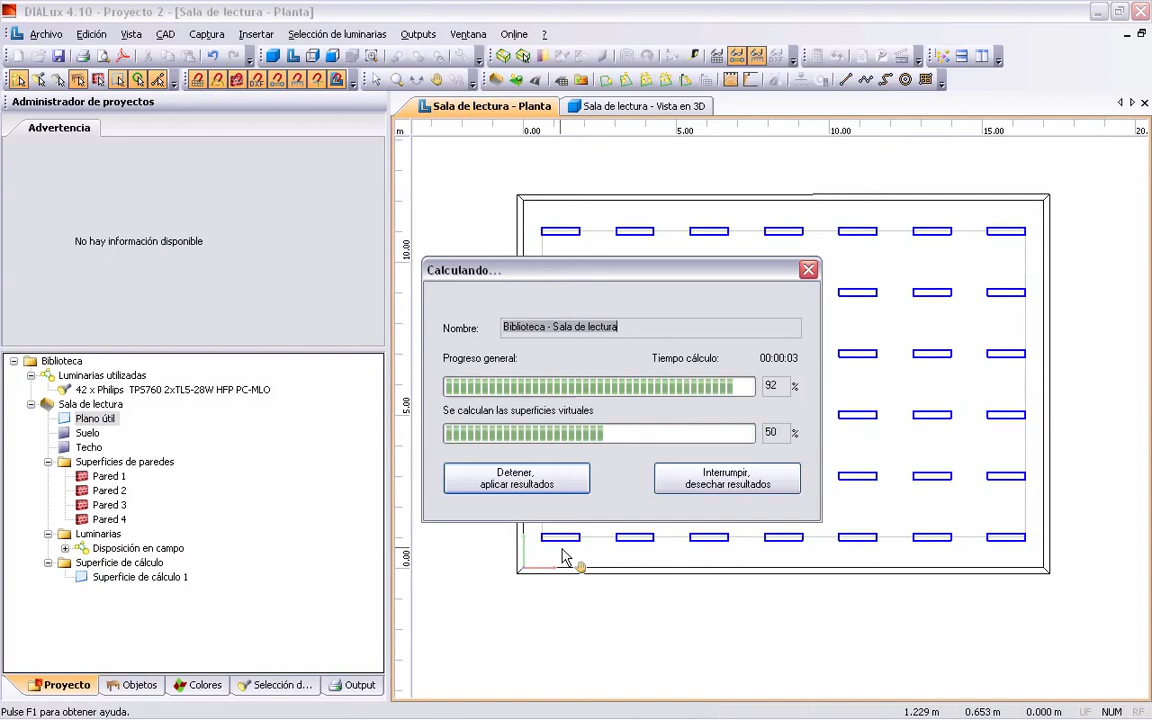 DIALux 4.10 - Proyecto 2 - [Sala de lectura - Planta]
Archivo Edición Vista CAD Captura Insertar Selección de luminarias Outputs Ventana Online ?
Administrador de proyectos
Advertencia
No hay información disponible
Biblioteca
Luminarias utilizadas
42 x Philips TPS760 2xTL5-28W HFP PC-MLO
Sala de lectura
Plano útil
Suelo
Techo
Superficies de paredes
Pared 1
Pared 2
Pared 3
Pared 4
Luminarias
Disposición en campo
Superficie de cálculo
Superficie de cálculo 1
Proyecto Objetos Colores Selección d... Output
Sala de lectura - Planta Sala de lectura - Vista en 3D
m 0.00 5.00 10.00 15.00 20.
10.00
5.00
0.00
Calculando...
Nombre: Biblioteca - Sala de lectura
Progreso general: Tiempo cálculo: 00:00:03
92 %
Se calculan las superficies virtuales
50 %
Detener,
aplicar resultados
Interrumpir,
desechar resultados
Pulse F1 para obtener ayuda. 1.229 m 0.653 m 0.000 m UF NUM RF